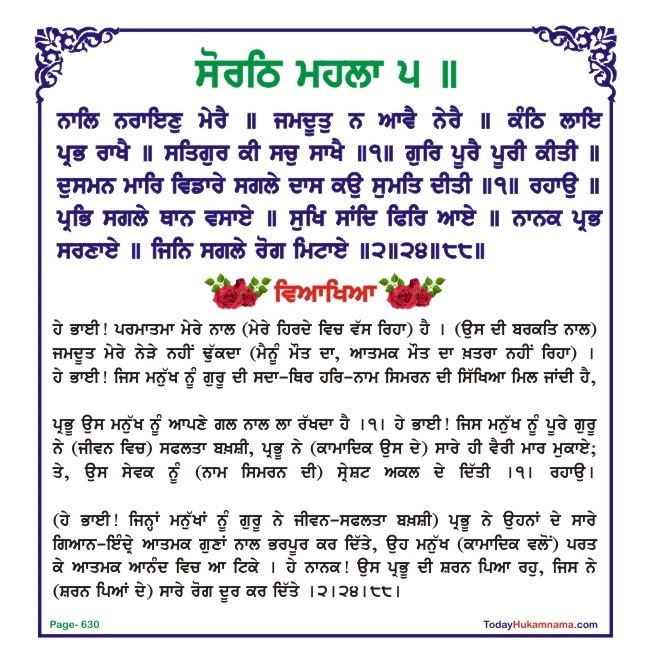 ਸੋਰਠਿ ਮਹਲਾ ੫ ॥
ਨਾਲਿ ਨਰਾਇਣੁ ਮੇਰੈ ॥ ਜਮਦੂਤੁ ਨ ਆਵੈ ਨੇਰੈ ॥ ਕੰਠਿ ਲਾਇ
ਪ੍ਰਭ ਰਾਖੈ ॥ ਸਤਿਗੁਰ ਕੀ ਸਚੁ ਸਾਖੈ ॥੧॥ ਗੁਰਿ ਪੂਰੈ ਪੂਰੀ ਕੀਤੀ ॥
ਦੁਸਮਨ ਮਾਰਿ ਵਿਡਾਰੇ ਸਗਲੇ ਦਾਸ ਕਉ ਸੁਮਤਿ ਦੀਤੀ ॥੧॥ ਰਹਾਉ ॥
ਪ੍ਰਭਿ ਸਗਲੇ ਥਾਨ ਵਸਾਏ ॥ ਸੁਖਿ ਸਾਂਦਿ ਫਿਰਿ ਆਏ ॥ ਨਾਨਕ ਪ੍ਰਭ
ਸਰਣਾਏ ॥ ਜਿਨਿ ਸਗਲੇ ਰੋਗ ਮਿਟਾਏ ॥੨॥੨੪॥੮੮॥
ਵਿਆਖਿਆ
ਹੇ ਭਾਈ! ਪਰਮਾਤਮਾ ਮੇਰੇ ਨਾਲ (ਮੇਰੇ ਹਿਰਦੇ ਵਿਚ ਵੱਸ ਰਿਹਾ) ਹੈ । (ਉਸ ਦੀ ਬਰਕਤਿ ਨਾਲ)
ਜਮਦੂਤ ਮੇਰੇ ਨੇੜੇ ਨਹੀਂ ਢੁੱਕਦਾ (ਮੈਨੂੰ ਮੌਤ ਦਾ, ਆਤਮਕ ਮੌਤ ਦਾ ਖ਼ਤਰਾ ਨਹੀਂ ਰਿਹਾ) ।
ਹੇ ਭਾਈ! ਜਿਸ ਮਨੁੱਖ ਨੂੰ ਗੁਰੂ ਦੀ ਸਦਾ-ਥਿਰ ਹਰਿ-ਨਾਮ ਸਿਮਰਨ ਦੀ ਸਿੱਖਿਆ ਮਿਲ ਜਾਂਦੀ ਹੈ,
ਪ੍ਰਭੂ ਉਸ ਮਨੁੱਖ ਨੂੰ ਆਪਣੇ ਗਲ ਨਾਲ ਲਾ ਰੱਖਦਾ ਹੈ ।੧। ਹੇ ਭਾਈ! ਜਿਸ ਮਨੁੱਖ ਨੂੰ ਪੂਰੇ ਗੁਰੂ
ਨੇ (ਜੀਵਨ ਵਿਚ) ਸਫਲਤਾ ਬਖ਼ਸ਼ੀ, ਪ੍ਰਭੂ ਨੇ (ਕਾਮਾਦਿਕ ਉਸ ਦੇ) ਸਾਰੇ ਹੀ ਵੈਰੀ ਮਾਰ ਮੁਕਾਏ;
ਤੇ, ਉਸ ਸੇਵਕ ਨੂੰ (ਨਾਮ ਸਿਮਰਨ ਦੀ) ਸ੍ਰੇਸ਼ਟ ਅਕਲ ਦੇ ਦਿੱਤੀ ।੧। ਰਹਾਉ।
(ਹੇ ਭਾਈ! ਜਿਨ੍ਹਾਂ ਮਨੁੱਖਾਂ ਨੂੰ ਗੁਰੂ ਨੇ ਜੀਵਨ-ਸਫਲਤਾ ਬਖ਼ਸ਼ੀ) ਪ੍ਰਭੂ ਨੇ ਉਹਨਾਂ ਦੇ ਸਾਰੇ
ਗਿਆਨ-ਇੰਦ੍ਰੇ ਆਤਮਕ ਗੁਣਾਂ ਨਾਲ ਭਰਪੂਰ ਕਰ ਦਿੱਤੇ, ਉਹ ਮਨੁੱਖ (ਕਾਮਾਦਿਕ ਵਲੋਂ) ਪਰਤ
ਕੇ ਆਤਮਕ ਆਨੰਦ ਵਿਚ ਆ ਟਿਕੇ । ਹੇ ਨਾਨਕ! ਉਸ ਪ੍ਰਭੂ ਦੀ ਸ਼ਰਨ ਪਿਆ ਰਹੁ, ਜਿਸ ਨੇ
(ਸ਼ਰਨ ਪਿਆਂ ਦੇ) ਸਾਰੇ ਰੋਗ ਦੂਰ ਕਰ ਦਿੱਤੇ ।੨।੨੪।੮੮।
Page- 630
TodayHukamnama.com